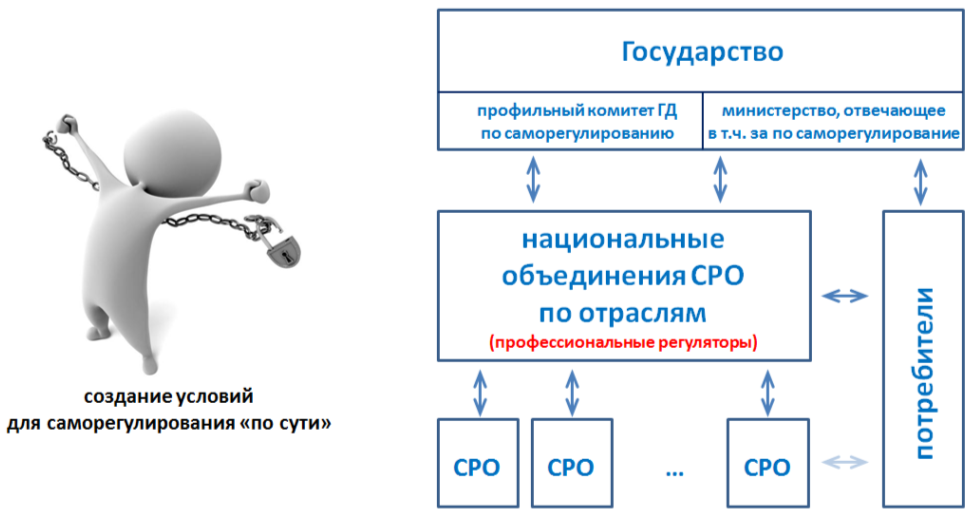 Государство
профильный комитет ГД
по саморегулированию
министерство, отвечающее
в т.ч. за по саморегулирование
национальные
объединения СРО
по отраслям
(профессиональные регуляторы)
потребители
создание условий
для саморегулирования «по сути»
СРО
СРО
...
СРО